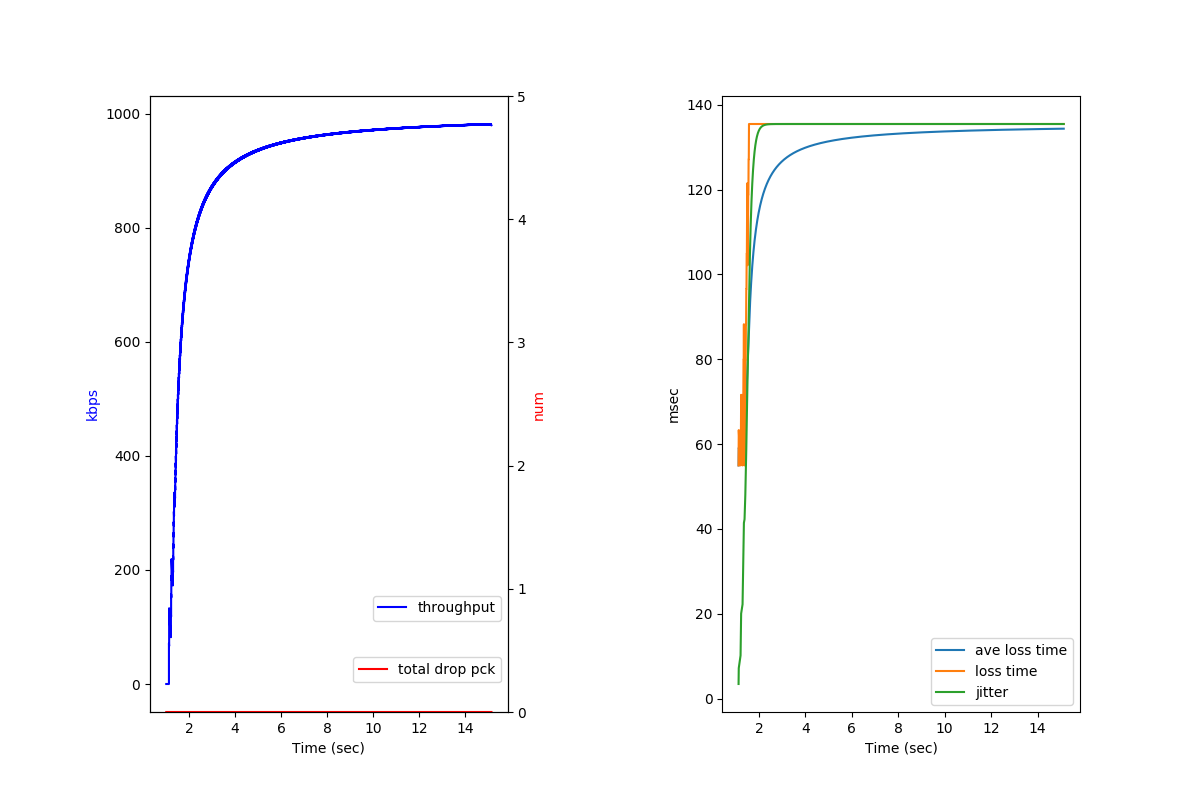 1000
800
600
400
200
0
kbps
2 4 6 8 10 12 14
Time (sec)
5
4
3
2
1
0
num
throughput
total drop pck
140
120
100
80
60
40
20
0
msec
2 4 6 8 10 12 14
Time (sec)
ave loss time
loss time
jitter